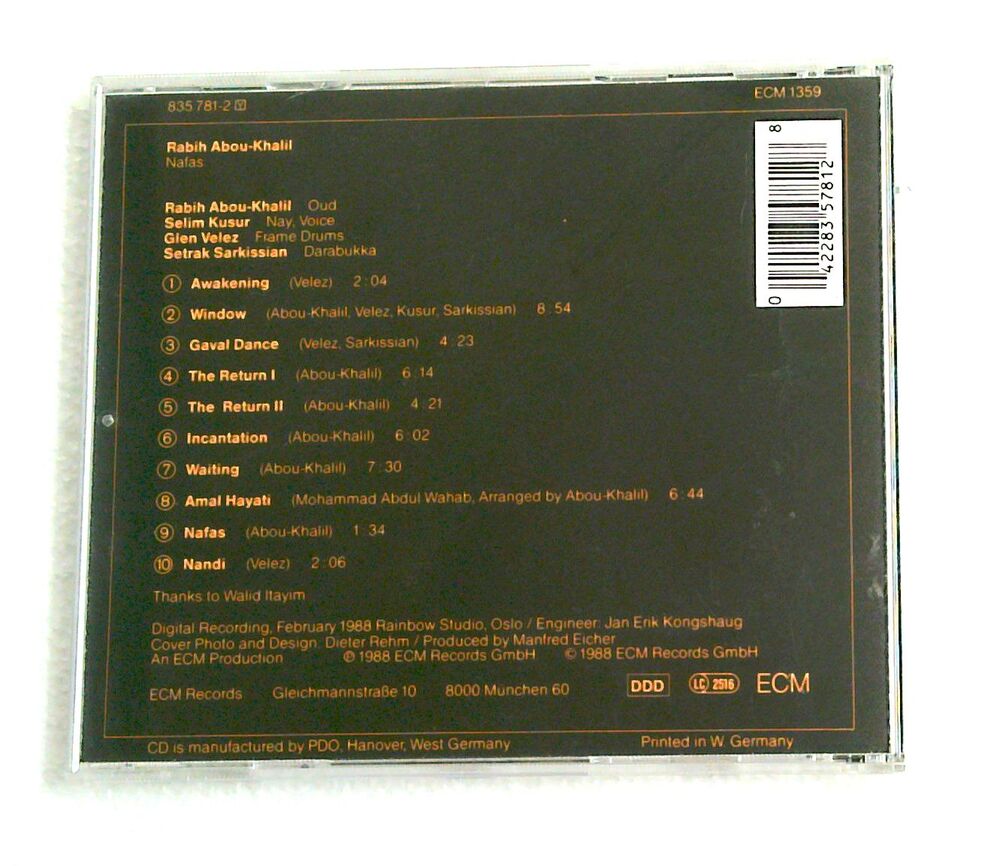 835 781-2 Y
ECM 1359
Rabih Abou-Khalil
Nafas
Rabih Abou-Khalil Oud
Selim Kusur Nay, Voice
Glen Velez Frame Drums
Setrak Sarkissian Darabukka
1 Awakening (Velez) 2:04
2 Window (Abou-Khalil, Velez, Kusur, Sarkissian) 8:54
3 Gaval Dance (Velez, Sarkissian) 4:23
4 The Return I (Abou-Khalil) 6:14
5 The Return II (Abou-Khalil) 4:21
6 Incantation (Abou-Khalil) 6:02
7 Waiting (Abou-Khalil) 7:30
8 Amal Hayati (Mohammad Abdul Wahab, Arranged by Abou-Khalil) 6:44
9 Nafas (Abou-Khalil) 1:34
10 Nandi (Velez) 2:06
Thanks to Walid Itayim
Digital Recording, February 1988 Rainbow Studio, Oslo / Engineer: Jan Erik Kongshaug
Cover Photo and Design: Dieter Rehm / Produced by Manfred Eicher
An ECM Production ℗ 1988 ECM Records GmbH © 1988 ECM Records GmbH
ECM Records Gleichmannstraße 10 8000 München 60 DDD LC 2516 ECM
CD is manufactured by PDO, Hanover, West Germany Printed in W. Germany
0 42283 57812 8